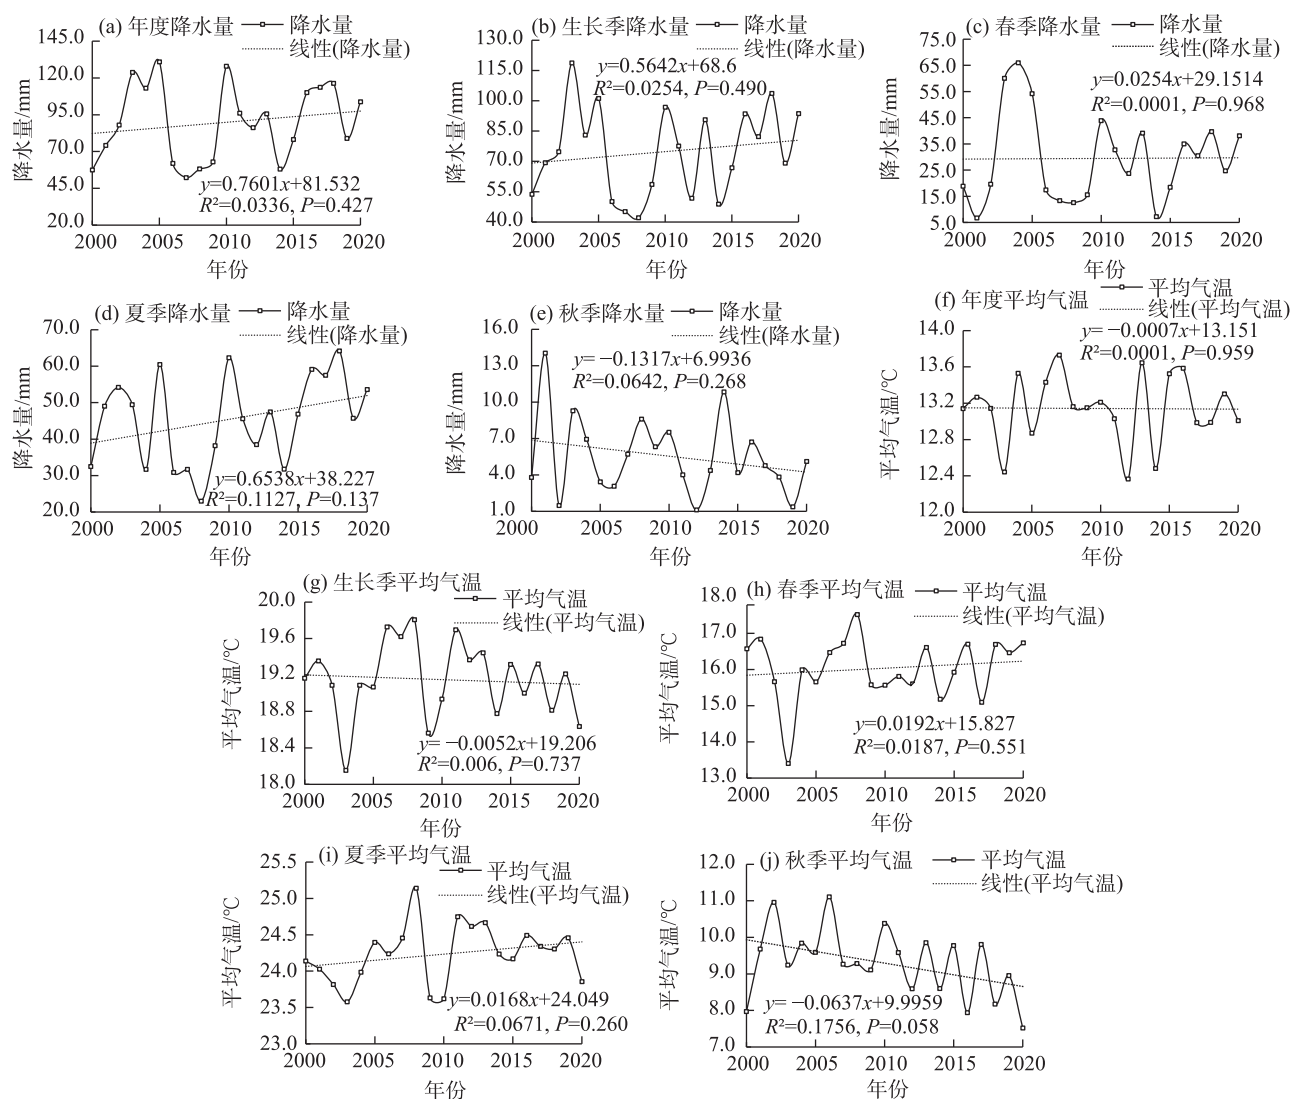 (a) 年度降水量
降水量
线性(降水量)
145.0
120.0
95.0
70.0
45.0
20.0
降水量/mm
y=0.7601x+81.532
R²=0.0336, P=0.427
2000 2005 2010 2015 2020
年份
(b) 生长季降水量
降水量
线性(降水量)
130.0
115.0
100.0
85.0
70.0
55.0
40.0
降水量/mm
y=0.5642x+68.6
R²=0.0254, P=0.490
2000 2005 2010 2015 2020
年份
(c) 春季降水量
降水量
线性(降水量)
75.0
65.0
55.0
45.0
35.0
25.0
15.0
5.0
降水量/mm
y=0.0254x+29.1514
R²=0.0001, P=0.968
2000 2005 2010 2015 2020
年份
(d) 夏季降水量
降水量
线性(降水量)
70.0
60.0
50.0
40.0
30.0
20.0
降水量/mm
y=0.6538x+38.227
R²=0.1127, P=0.137
2000 2005 2010 2015 2020
年份
(e) 秋季降水量
降水量
线性(降水量)
16.0
13.0
10.0
7.0
4.0
1.0
降水量/mm
y= −0.1317x+6.9936
R²=0.0642, P=0.268
2000 2005 2010 2015 2020
年份
(f) 年度平均气温
平均气温
线性(平均气温)
14.0
13.6
13.2
12.8
12.4
12.0
平均气温/℃
y= −0.0007x+13.151
R²=0.0001, P=0.959
2000 2005 2010 2015 2020
年份
(g) 生长季平均气温
平均气温
线性(平均气温)
20.0
19.6
19.2
18.8
18.4
18.0
平均气温/℃
y= −0.0052x+19.206
R²=0.006, P=0.737
2000 2005 2010 2015 2020
年份
(h) 春季平均气温
平均气温
线性(平均气温)
18.0
17.0
16.0
15.0
14.0
13.0
平均气温/℃
y=0.0192x+15.827
R²=0.0187, P=0.551
2000 2005 2010 2015 2020
年份
(i) 夏季平均气温
平均气温
线性(平均气温)
25.5
25.0
24.5
24.0
23.5
23.0
平均气温/℃
y=0.0168x+24.049
R²=0.0671, P=0.260
2000 2005 2010 2015 2020
年份
(j) 秋季平均气温
平均气温
线性(平均气温)
12.0
11.0
10.0
9.0
8.0
7.0
平均气温/℃
y= −0.0637x+9.9959
R²=0.1756, P=0.058
2000 2005 2010 2015 2020
年份